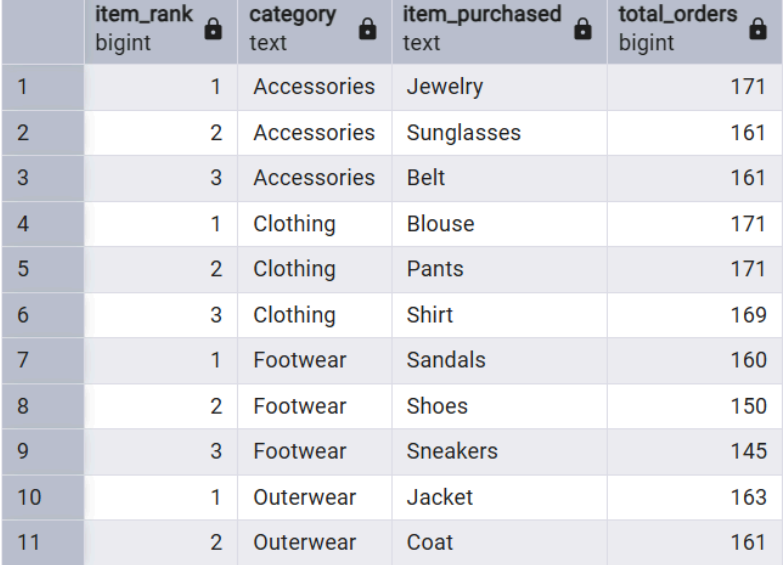 item_rank category item_purchased total_orders
bigint text text bigint
1 1 Accessories Jewelry 171
2 2 Accessories Sunglasses 161
3 3 Accessories Belt 161
4 1 Clothing Blouse 171
5 2 Clothing Pants 171
6 3 Clothing Shirt 169
7 1 Footwear Sandals 160
8 2 Footwear Shoes 150
9 3 Footwear Sneakers 145
10 1 Outerwear Jacket 163
11 2 Outerwear Coat 161